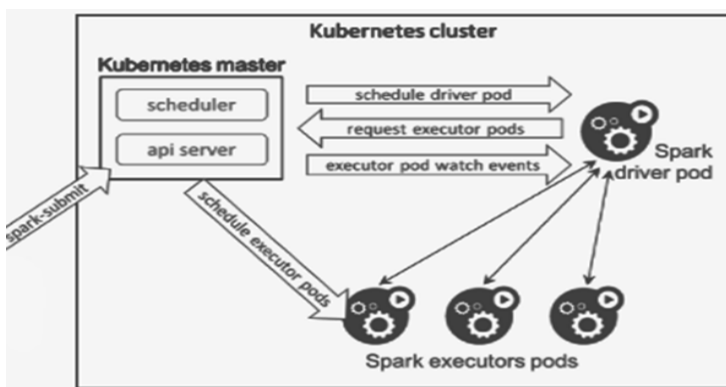 Kubernetes cluster
Kubernetes master
scheduler
api server
schedule driver pod
request executor pods
executor pod watch events
Spark
driver pod
spark-submit
schedule executor pods
Spark executors pods